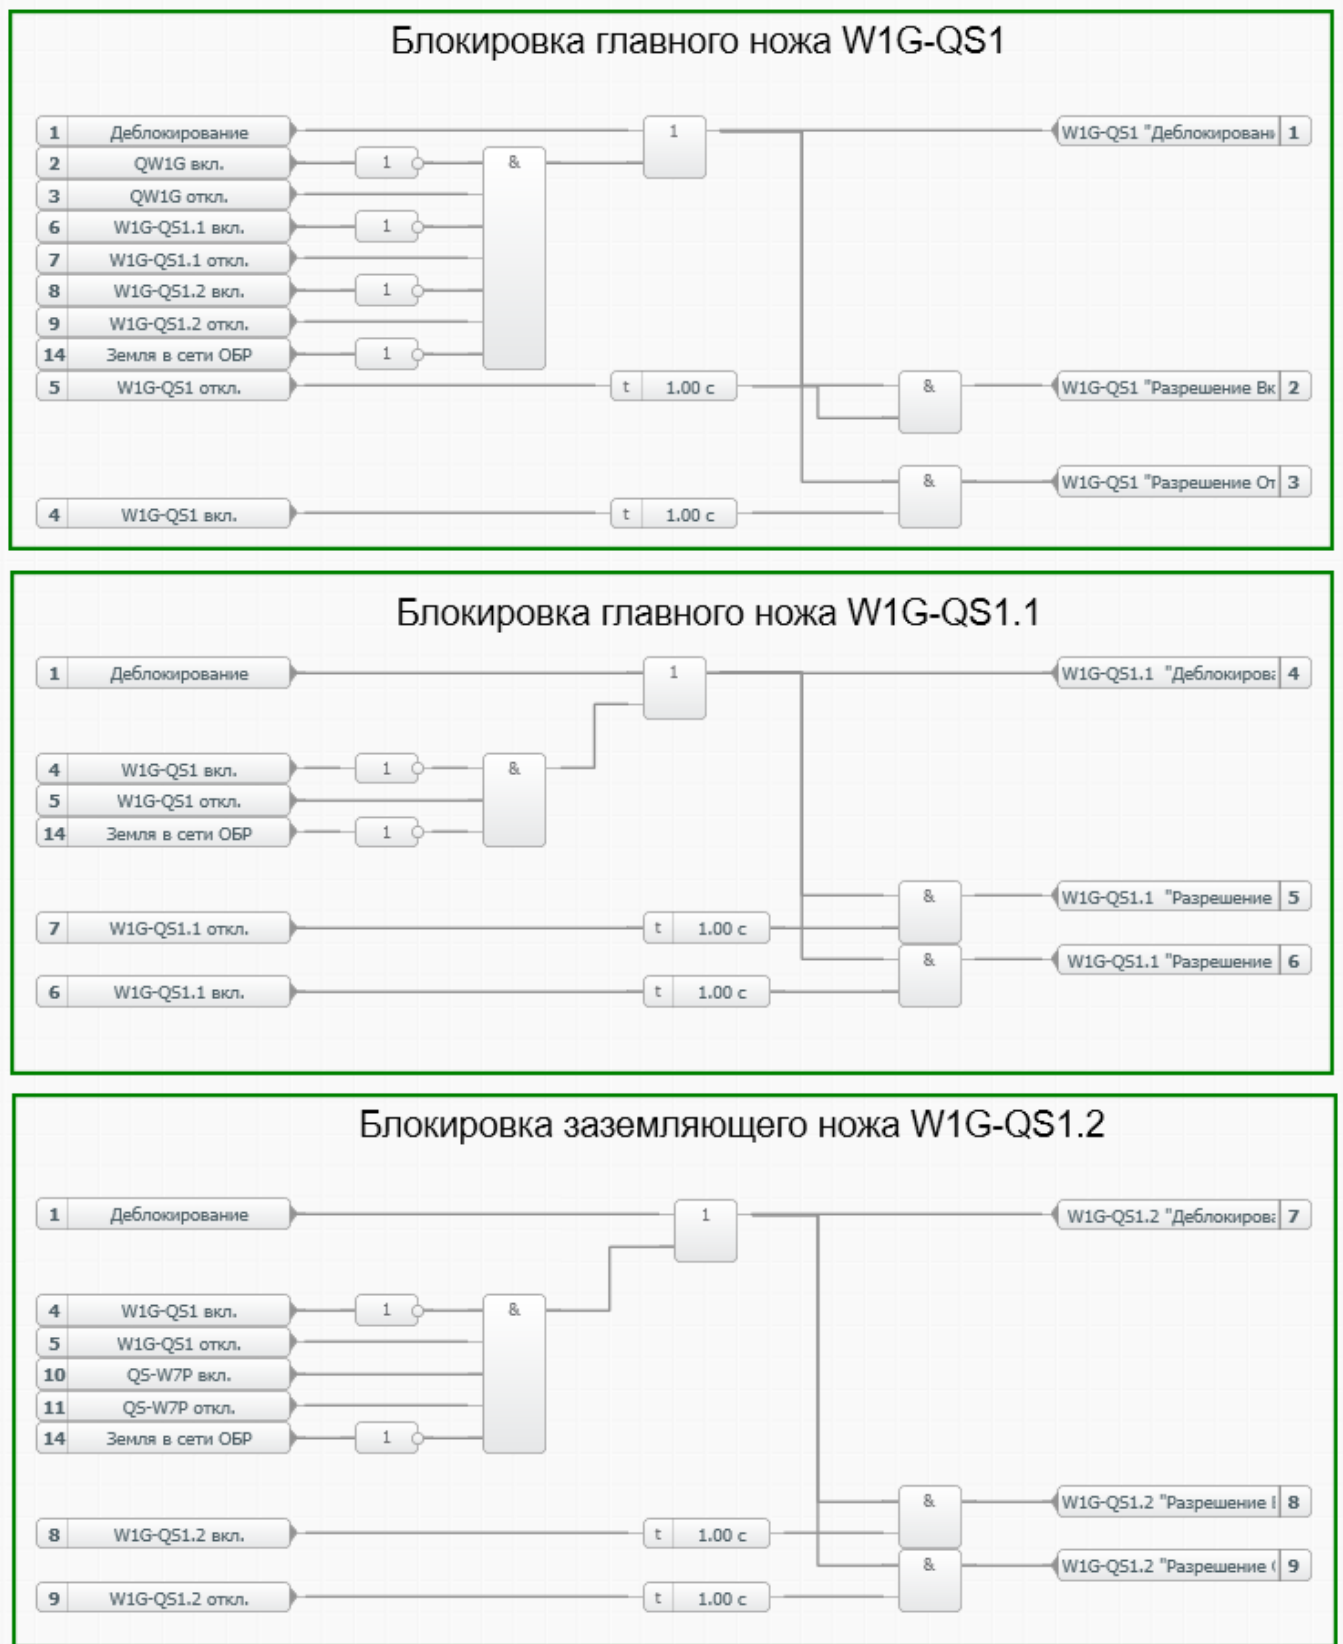 Блокировка главного ножа W1G-QS1
1 Деблокирование 1 W1G-QS1 "Деблокировани 1
2 QW1G вкл. 1 &
3 QW1G откл.
6 W1G-QS1.1 вкл. 1
7 W1G-QS1.1 откл.
8 W1G-QS1.2 вкл. 1
9 W1G-QS1.2 откл.
14 Земля в сети ОБР 1
5 W1G-QS1 откл. t 1.00 с & W1G-QS1 "Разрешение Вк 2
& W1G-QS1 "Разрешение От 3
4 W1G-QS1 вкл. t 1.00 с
Блокировка главного ножа W1G-QS1.1
1 Деблокирование 1 W1G-QS1.1 "Деблокирова 4
4 W1G-QS1 вкл. 1 &
5 W1G-QS1 откл.
14 Земля в сети ОБР 1
& W1G-QS1.1 "Разрешение 5
7 W1G-QS1.1 откл. t 1.00 с
& W1G-QS1.1 "Разрешение 6
6 W1G-QS1.1 вкл. t 1.00 с
Блокировка заземляющего ножа W1G-QS1.2
1 Деблокирование 1 W1G-QS1.2 "Деблокирова 7
4 W1G-QS1 вкл. 1 &
5 W1G-QS1 откл.
10 QS-W7P вкл.
11 QS-W7P откл.
14 Земля в сети ОБР 1
& W1G-QS1.2 "Разрешение 8
8 W1G-QS1.2 вкл. t 1.00 с
& W1G-QS1.2 "Разрешение 9
9 W1G-QS1.2 откл. t 1.00 с